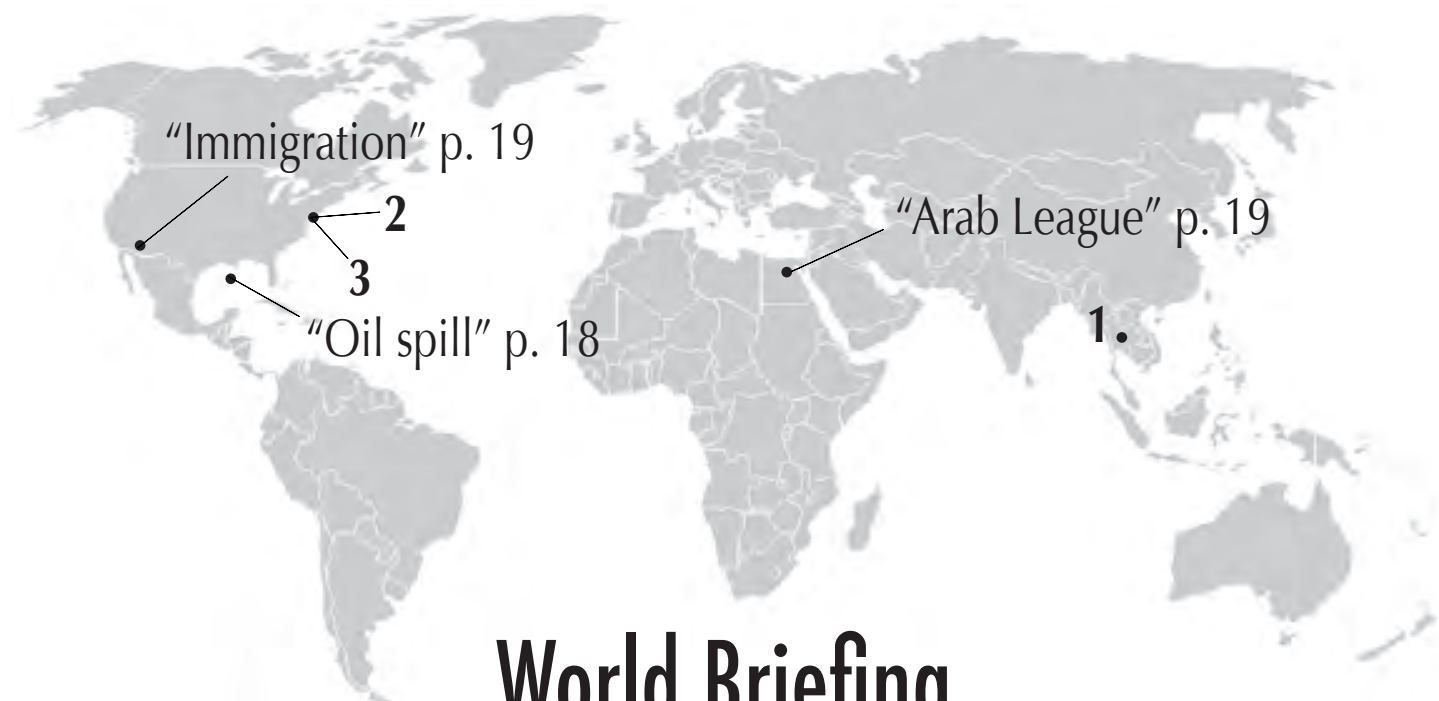 “Immigration” p. 19
2
“Arab League” p. 19
3
“Oil spill” p. 18
1.
World Briefing